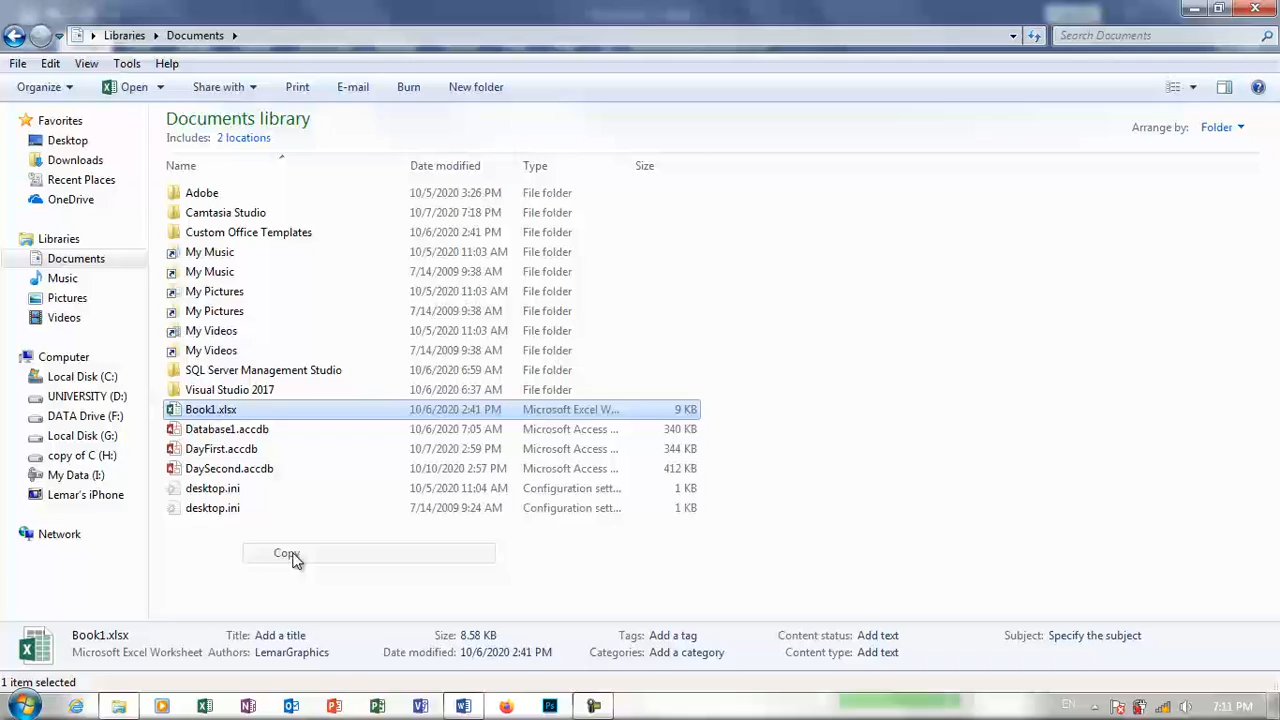 Libraries Documents
Search Documents
File Edit View Tools Help
Organize Open Share with Print E-mail Burn New folder
Favorites
Desktop
Downloads
Recent Places
OneDrive
Libraries
Documents
Music
Pictures
Videos
Computer
Local Disk (C:)
UNIVERSITY (D:)
DATA Drive (F:)
Local Disk (G:)
copy of C (H:)
My Data (I:)
Lemar's iPhone
Network
Documents library
Includes: 2 locations
Arrange by: Folder
Name Date modified Type Size
Adobe 10/5/2020 3:26 PM File folder
Camtasia Studio 10/7/2020 7:18 PM File folder
Custom Office Templates 10/6/2020 2:41 PM File folder
My Music 10/5/2020 11:03 AM File folder
My Music 7/14/2009 9:38 AM File folder
My Pictures 10/5/2020 11:03 AM File folder
My Pictures 7/14/2009 9:38 AM File folder
My Videos 10/5/2020 11:03 AM File folder
My Videos 7/14/2009 9:38 AM File folder
SQL Server Management Studio 10/6/2020 6:59 AM File folder
Visual Studio 2017 10/6/2020 6:37 AM File folder
Book1.xlsx 10/6/2020 2:41 PM Microsoft Excel W... 9 KB
Database1.accdb 10/6/2020 7:05 AM Microsoft Access ... 340 KB
DayFirst.accdb 10/7/2020 2:59 PM Microsoft Access ... 344 KB
DaySecond.accdb 10/10/2020 2:57 PM Microsoft Access ... 412 KB
desktop.ini 10/5/2020 11:04 AM Configuration sett... 1 KB
desktop.ini 7/14/2009 9:24 AM Configuration sett... 1 KB
Copy
Book1.xlsx Title: Add a title Size: 8.58 KB Tags: Add a tag Content status: Add text Subject: Specify the subject
Microsoft Excel Worksheet Authors: LemarGraphics Date modified: 10/6/2020 2:41 PM Categories: Add a category Content type: Add text
1 item selected
EN 7:11 PM